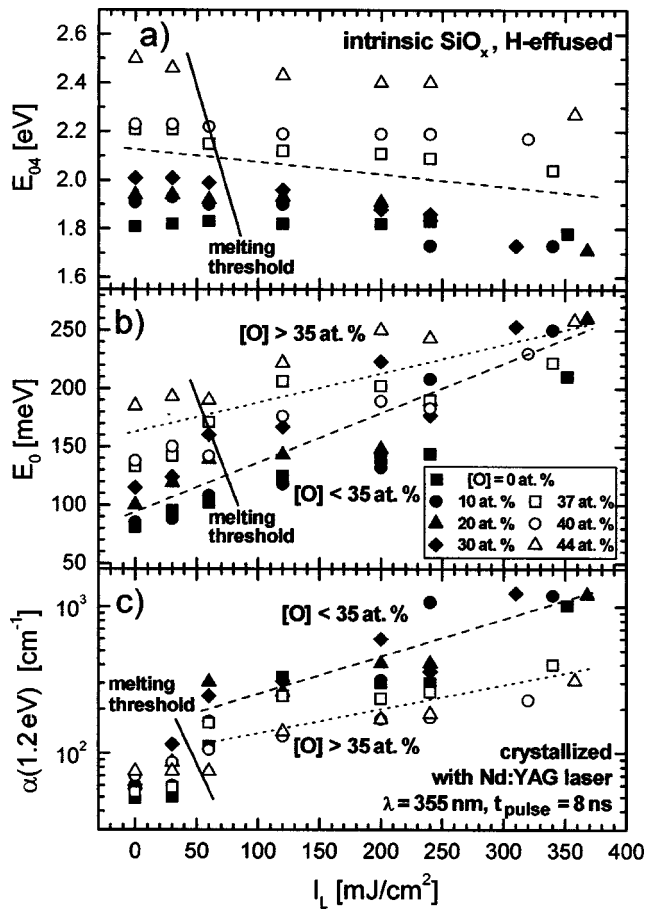 a)
intrinsic SiOₓ, H-effused
2.6
2.4
2.2
2.0
1.8
1.6
E₀₄ [eV]
melting
threshold
b)
[O] > 35 at. %
250
200
150
100
50
E₀ [meV]
[O] < 35 at. %
melting
threshold
[O] = 0 at. %
10 at. % 37 at. %
20 at. % 40 at. %
30 at. % 44 at. %
c)
[O] < 35 at. %
10³
10²
α(1.2 eV) [cm⁻¹]
melting
threshold
[O] > 35 at. %
crystallized
with Nd:YAG laser
λ = 355 nm, t_pulse = 8 ns
0 50 100 150 200 250 300 350 400
I_L [mJ/cm²]